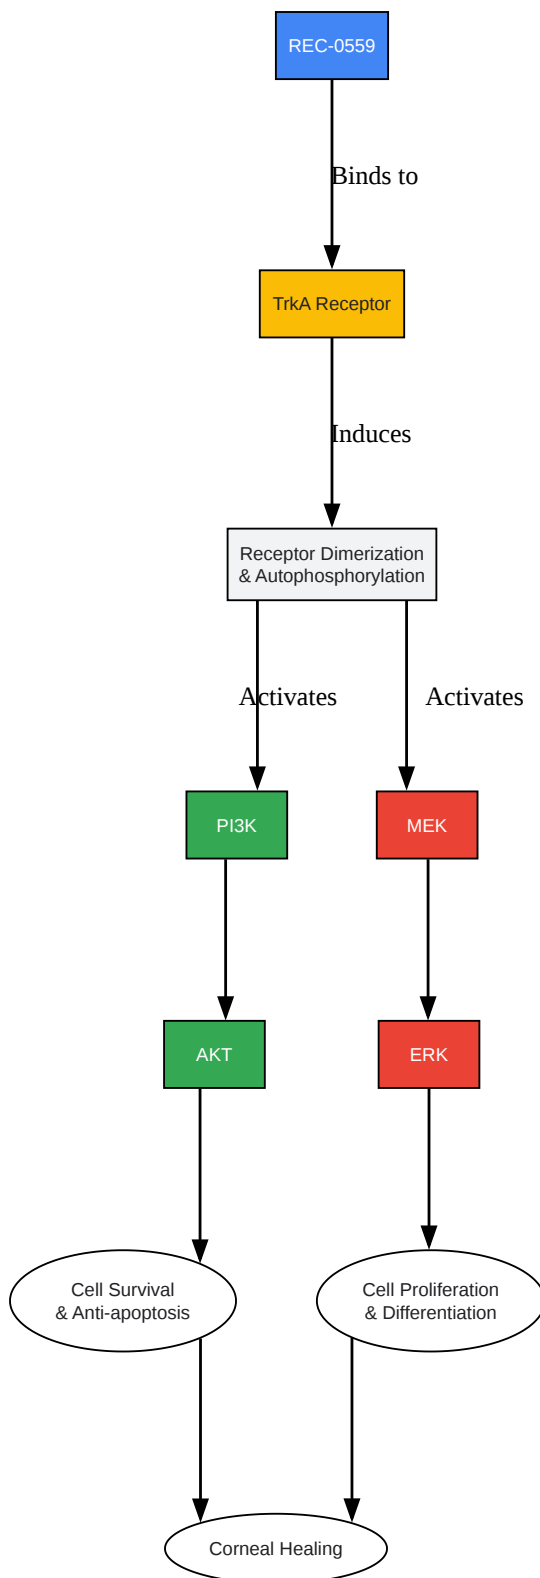 REC-0559
Binds to
TrkA Receptor
Induces
Receptor Dimerization
& Autophosphorylation
Activates
Activates
PI3K
MEK
AKT
ERK
Cell Survival
& Anti-apoptosis
Cell Proliferation
& Differentiation
Corneal Healing